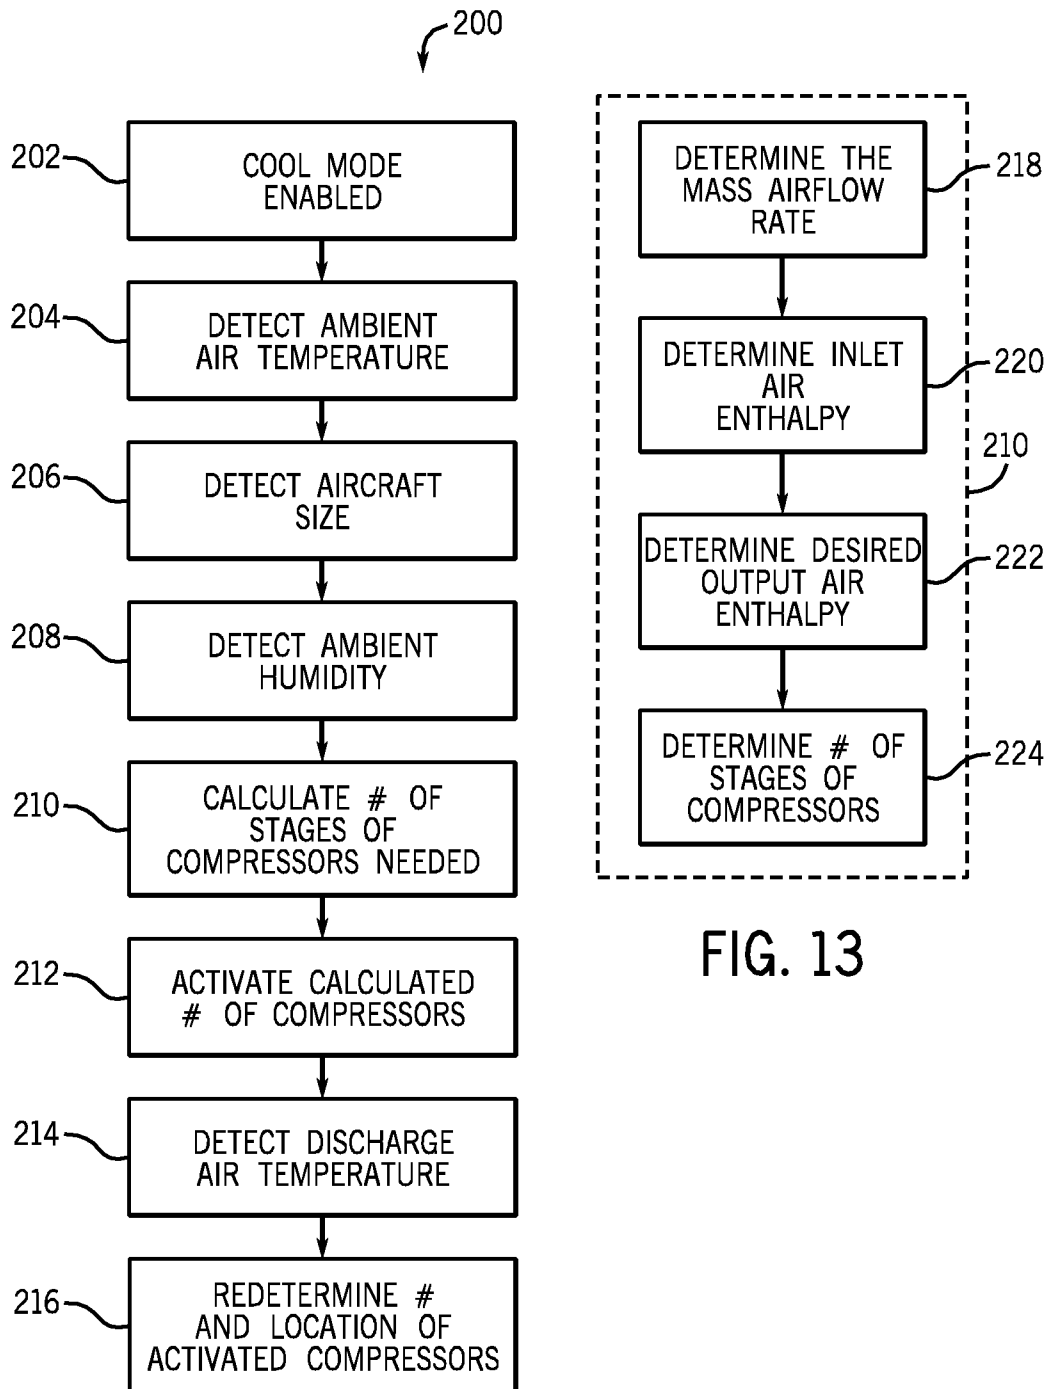 200
202
COOL MODE
ENABLED
204
DETECT AMBIENT
AIR TEMPERATURE
206
DETECT AIRCRAFT
SIZE
208
DETECT AMBIENT
HUMIDITY
210
CALCULATE # OF
STAGES OF
COMPRESSORS NEEDED
212
ACTIVATE CALCULATED
# OF COMPRESSORS
214
DETECT DISCHARGE
AIR TEMPERATURE
216
REDETERMINE #
AND LOCATION OF
ACTIVATED COMPRESSORS
DETERMINE THE
MASS AIRFLOW
RATE
218
DETERMINE INLET
AIR
ENTHALPY
220
210
DETERMINE DESIRED
OUTPUT AIR
ENTHALPY
222
DETERMINE # OF
STAGES OF
COMPRESSORS
224
FIG. 13